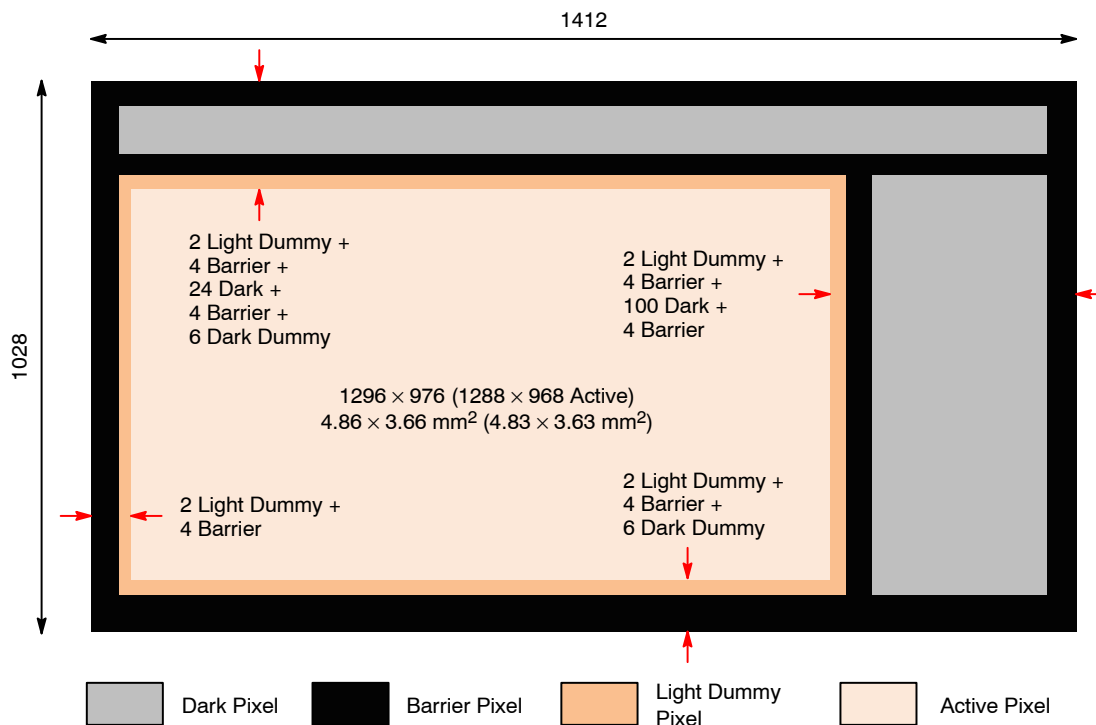 1412
1028
2 Light Dummy +
4 Barrier +
24 Dark +
4 Barrier +
6 Dark Dummy
2 Light Dummy +
4 Barrier +
100 Dark +
4 Barrier
1296 × 976 (1288 × 968 Active)
4.86 × 3.66 mm² (4.83 × 3.63 mm²)
2 Light Dummy +
4 Barrier
2 Light Dummy +
4 Barrier +
6 Dark Dummy
Dark Pixel
Barrier Pixel
Light Dummy
Pixel
Active Pixel